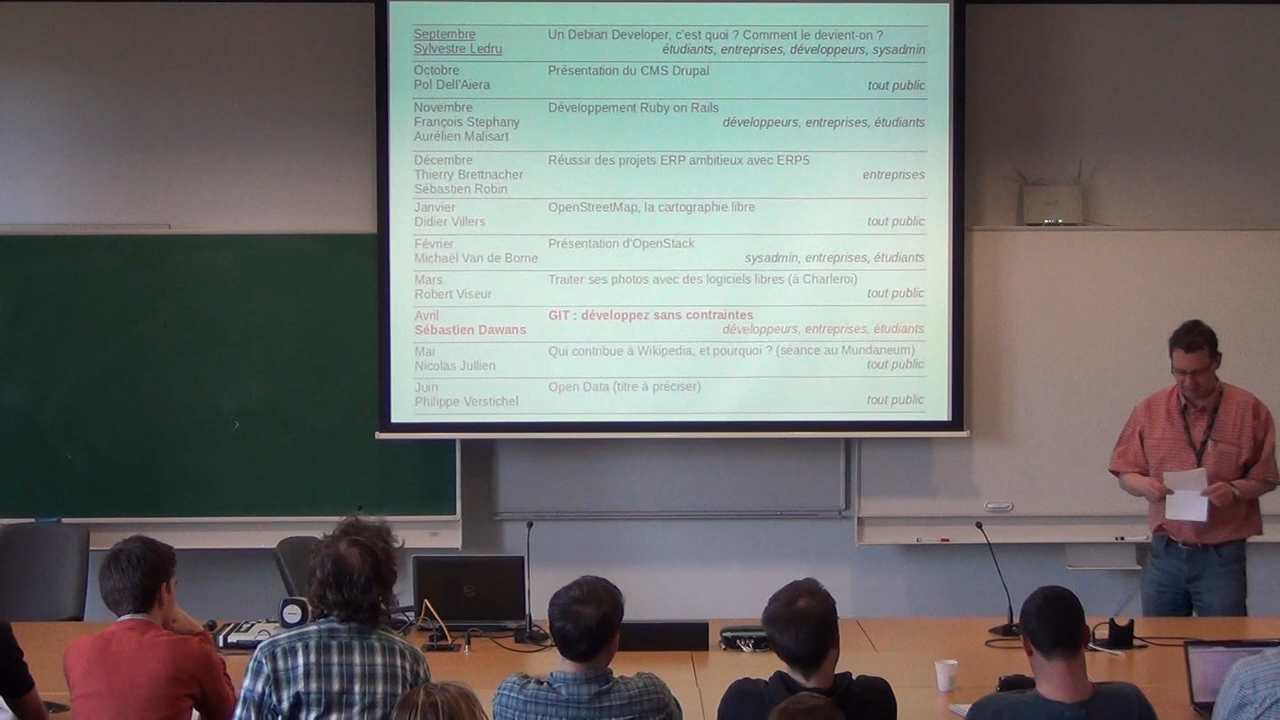 Septembre
Un Debian Developer, c'est quoi ? Comment le devient-on ?
Sylvestre Ledru
étudiants, entreprises, développeurs, sysadmin
Octobre
Présentation du CMS Drupal
Pol Dell'Aiera
tout public
Novembre
Développement Ruby on Rails
François Stephany
développeurs, entreprises, étudiants
Aurélien Malisart
Décembre
Réussir des projets ERP ambitieux avec ERP5
Thierry Brettnacher
entreprises
Sébastien Robin
Janvier
OpenStreetMap, la cartographie libre
Didier Villers
tout public
Février
Présentation d'OpenStack
Michaël Van de Borne
sysadmin, entreprises, étudiants
Mars
Traiter ses photos avec des logiciels libres (à Charleroi)
Robert Viseur
tout public
Avril
GIT : développez sans contraintes
Sébastien Dawans
développeurs, entreprises, étudiants
Mai
Qui contribue à Wikipedia, et pourquoi ? (séance au Mundaneum)
Nicolas Jullien
tout public
Juin
Open Data (titre à préciser)
Philippe Verstichel
tout public